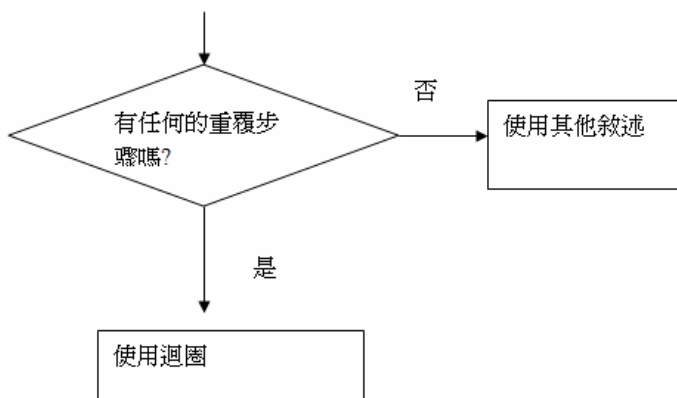 否
有任何的重覆步
驟嗎?
使用其他敘述
是
使用迴圈